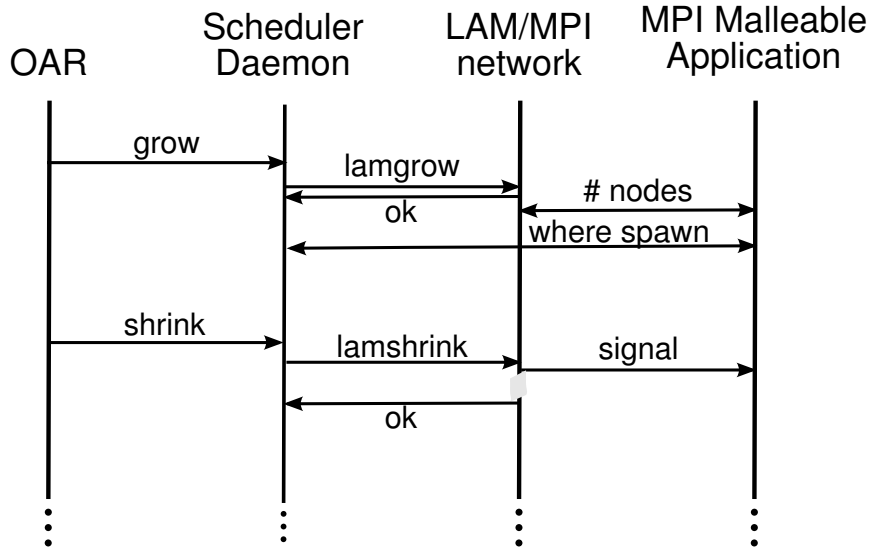 OAR
Scheduler
Daemon
LAM/MPI
network
MPI Malleable
Application
grow
lamgrow
ok
# nodes
where spawn
shrink
lamshrink
signal
ok